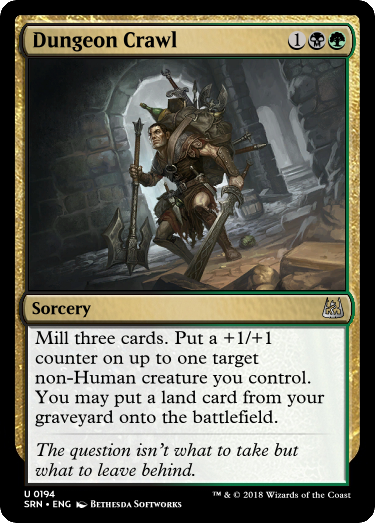 Dungeon Crawl 1
Sorcery
Mill three cards. Put a +1/+1
counter on up to one target
non-Human creature you control.
You may put a land card from your
graveyard onto the battlefield.
The question isn't what to take but
what to leave behind.
U 0194
SRN • ENG Bethesda Softworks
™ & © 2018 Wizards of the Coast